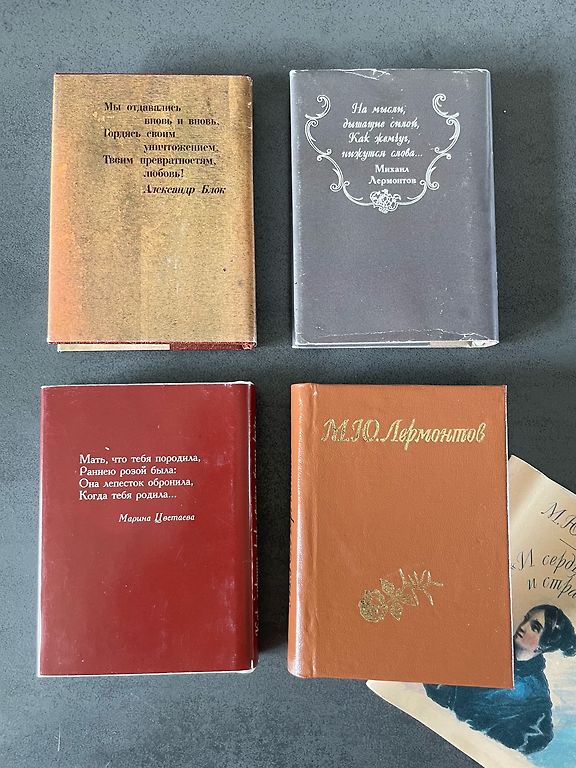 Мы отдавались
вновь и вновь,
Гордясь своим
уничтожением,
Твоим превратностям,
любовь!
Александр Блок
На мысли,
дышащие силой,
Как жемчуг,
нижутся слова...
Михаил
Лермонтов
Мать, что тебя породила,
Раннею розой была:
Она лепесток обронила,
Когда тебя родила...
Марина Цветаева
М.Ю.Лермонтов
М.Ю
„И серд
и стра